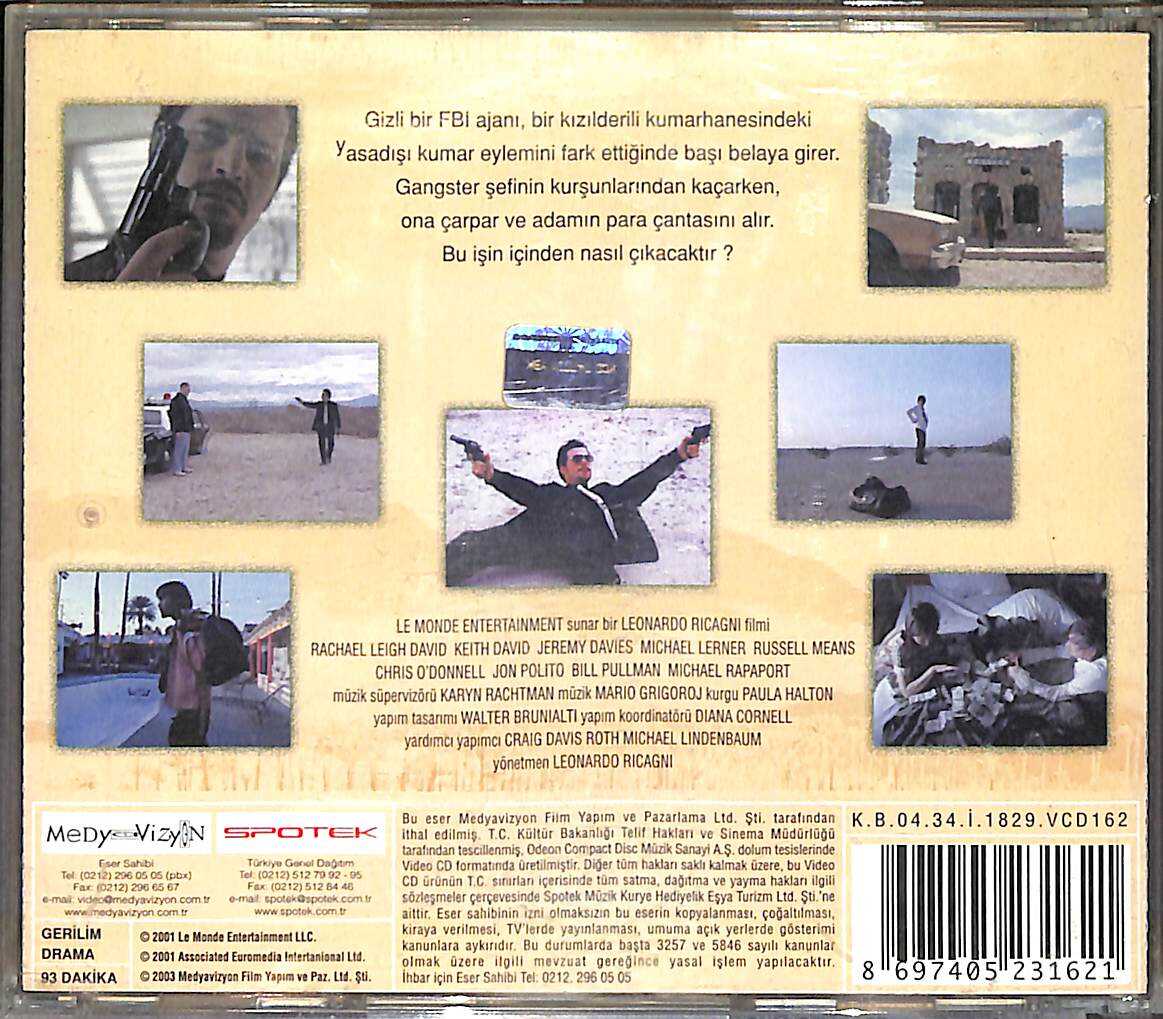 Gizli bir FBI ajanı, bir kızılderili kumarhanesindeki
yasadışı kumar eylemini fark ettiğinde başı belaya girer.
Gangster şefinin kurşunlarından kaçarken,
ona çarpar ve adamın para çantasını alır.
Bu işin içinden nasıl çıkacaktır ?
LE MONDE ENTERTAINMENT sunar bir LEONARDO RICAGNI filmi
RACHAEL LEIGH DAVID KEITH DAVID JEREMY DAVIES MICHAEL LERNER RUSSELL MEANS
CHRIS O'DONNELL JON POLITO BILL PULLMAN MICHAEL RAPAPORT
müzik süpervizörü KARYN RACHTMAN müzik MARIO GRIGOROJ kurgu PAULA HALTON
yapım tasarımı WALTER BRUNIALTI yapım koordinatörü DIANA CORNELL
yardımcı yapımcı CRAIG DAVIS ROTH MICHAEL LINDENBAUM
yönetmen LEONARDO RICAGNI
MeDyaVizyON
Eser Sahibi
Tel: (0212) 296 05 05 (pbx)
Fax: (0212) 296 65 67
e-mail: video@medyavizyon.com.tr
www.medyavizyon.com.tr
SPOTEK
Türkiye Genel Dağıtım
Tel: (0212) 512 79 92 - 95
Fax: (0212) 512 84 46
e-mail: spotek@spotek.com.tr
www.spotek.com.tr
GERİLİM
DRAMA
93 DAKİKA
© 2001 Le Monde Entertainment LLC.
© 2001 Associated Euromedia Intertanional Ltd.
© 2003 Medyavizyon Film Yapım ve Paz. Ltd. Şti.
Bu eser Medyavizyon Film Yapım ve Pazarlama Ltd. Şti. tarafından
ithal edilmiş, T.C. Kültür Bakanlığı Telif Hakları ve Sinema Müdürlüğü
tarafından tescillenmiş, Odeon Compact Disc Müzik Sanayi A.Ş. dolum tesislerinde
Video CD formatında üretilmiştir. Diğer tüm hakları saklı kalmak üzere, bu Video
CD ürünün T.C. sınırları içerisinde tüm satma, dağıtma ve yayma hakları ilgili
sözleşmeler çerçevesinde Spotek Müzik Kurye Hediyelik Eşya Turizm Ltd. Şti.'ne
aittir. Eser sahibinin izni olmaksızın bu eserin kopyalanması, çoğaltılması,
kiraya verilmesi, TV'lerde yayınlanması, umuma açık yerlerde gösterimi
kanunlara aykırıdır. Bu durumlarda başta 3257 ve 5846 sayılı kanunlar
olmak üzere ilgili mevzuat gereğince yasal işlem yapılacaktır.
İhbar için Eser Sahibi Tel: 0212. 296 05 05
K.B.04.34.İ.1829.VCD162
8 697405 231621